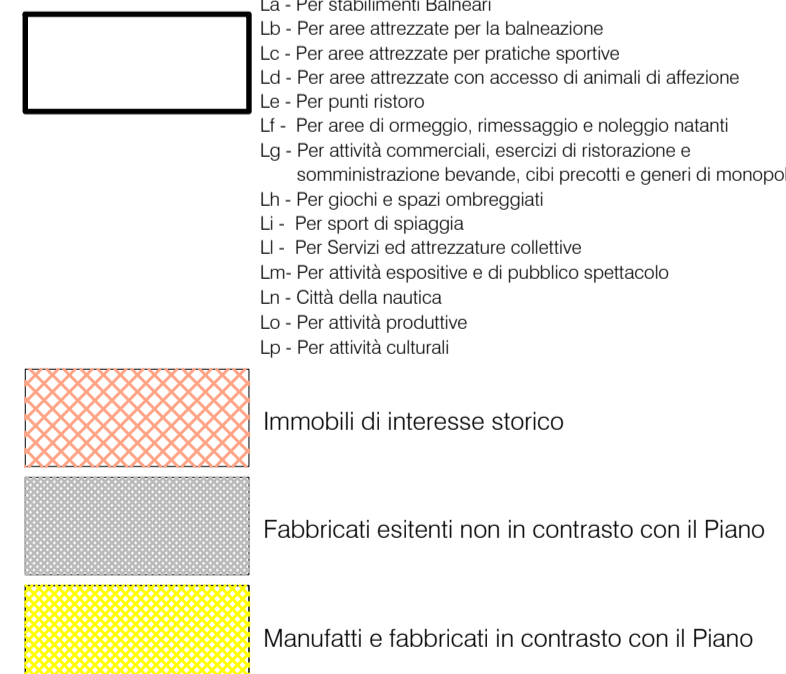 La - Per stabilimenti Balneari
Lb - Per aree attrezzate per la balneazione
Lc - Per aree attrezzate per pratiche sportive
Ld - Per aree attrezzate con accesso di animali di affezione
Le - Per punti ristoro
Lf - Per aree di ormeggio, rimessaggio e noleggio natanti
Lg - Per attività commerciali, esercizi di ristorazione e
somministrazione bevande, cibi precotti e generi di monopol
Lh - Per giochi e spazi ombreggiati
Li - Per sport di spiaggia
Ll - Per Servizi ed attrezzature collettive
Lm- Per attività espositive e di pubblico spettacolo
Ln - Città della nautica
Lo - Per attività produttive
Lp - Per attività culturali
Immobili di interesse storico
Fabbricati esitenti non in contrasto con il Piano
Manufatti e fabbricati in contrasto con il Piano